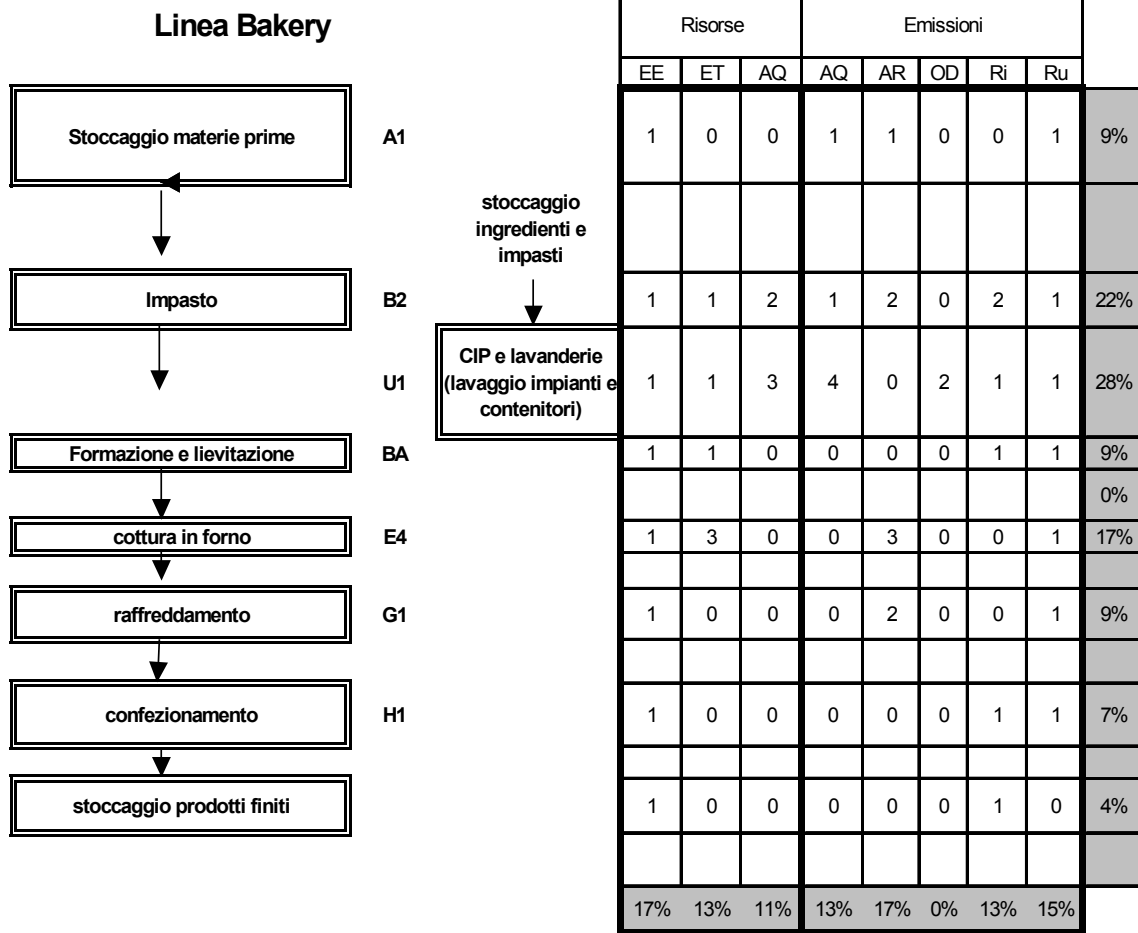 Linea Bakery
Risorse Emissioni
EE ET AQ AQ AR OD Ri Ru
Stoccaggio materie prime A1 1 0 0 1 1 0 0 1 9%
stoccaggio
ingredienti e
impasti
Impasto B2 1 1 2 1 2 0 2 1 22%
CIP e lavanderie
(lavaggio impianti e
contenitori)
U1 1 1 3 4 0 2 1 1 28%
Formazione e lievitazione BA 1 1 0 0 0 0 1 1 9%
0%
cottura in forno E4 1 3 0 0 3 0 0 1 17%
raffreddamento G1 1 0 0 0 2 0 0 1 9%
confezionamento H1 1 0 0 0 0 0 1 1 7%
stoccaggio prodotti finiti 1 0 0 0 0 0 1 0 4%
17% 13% 11% 13% 17% 0% 13% 15%